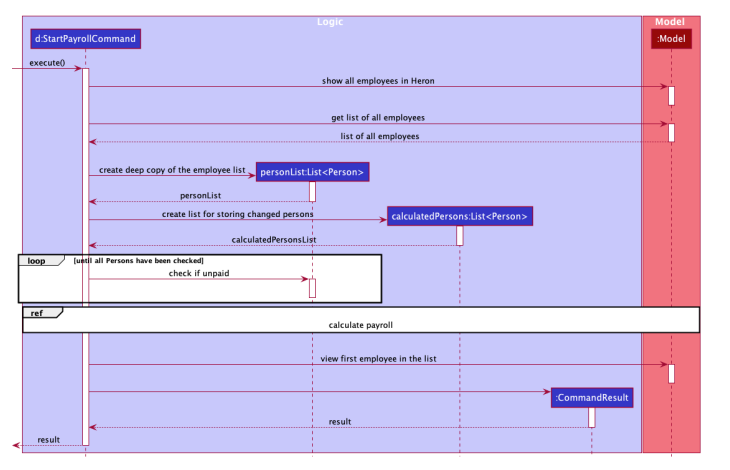 Logic
Model
d:StartPayrollCommand
:Model
execute()
show all employees in Heron
get list of all employees
list of all employees
create deep copy of the employee list
personList:List<Person>
personList
create list for storing changed persons
calculatedPersons:List<Person>
calculatedPersonsList
loop
[until all Persons have been checked]
check if unpaid
ref
calculate payroll
view first employee in the list
:CommandResult
result
result